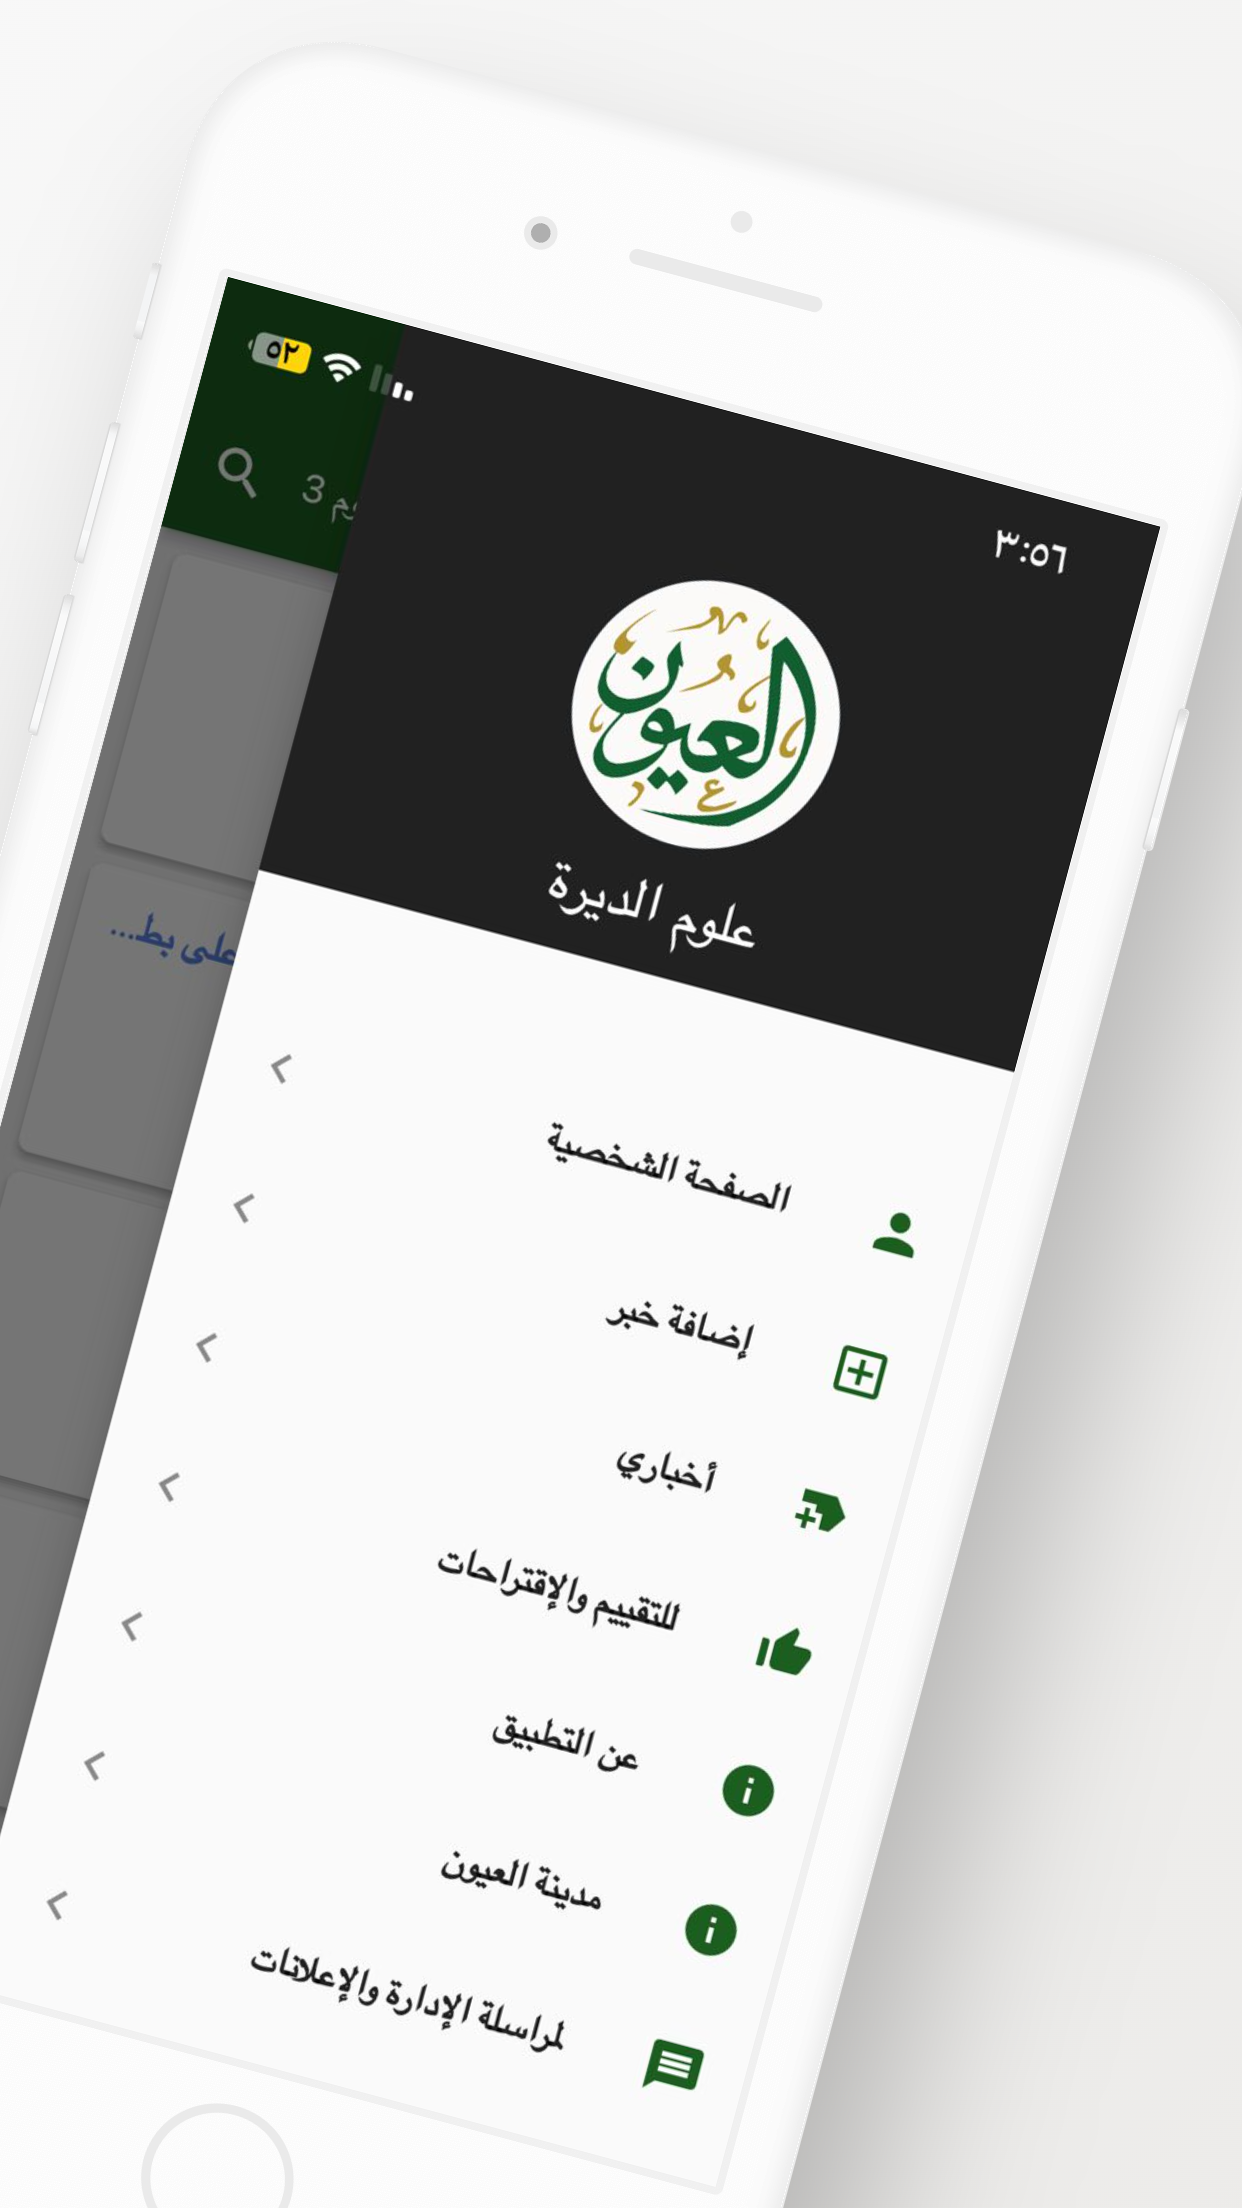 ٣:٥٦
٥٢
وم 3
العيون
علوم الديرة
على بط...
الصفحة الشخصية
إضافة خبر
أخباري
للتقييم والإقتراحات
عن التطبيق
مدينة العيون
لمراسلة الإدارة والإعلانات